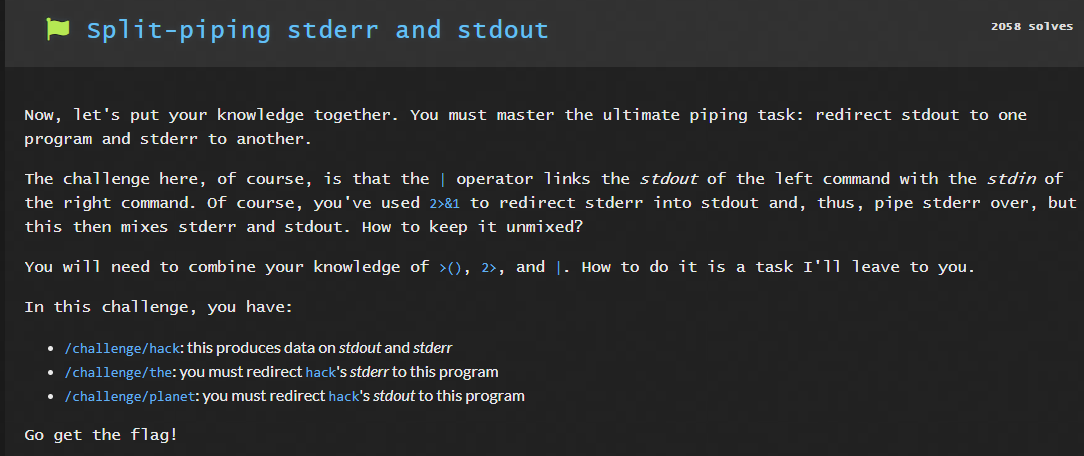 Split-piping stderr and stdout
2058 solves
Now, let's put your knowledge together. You must master the ultimate piping task: redirect stdout to one
program and stderr to another.
The challenge here, of course, is that the | operator links the stdout of the left command with the stdin of
the right command. Of course, you've used 2>&1 to redirect stderr into stdout and, thus, pipe stderr over, but
this then mixes stderr and stdout. How to keep it unmixed?
You will need to combine your knowledge of >(), 2>, and |. How to do it is a task I'll leave to you.
In this challenge, you have:
• /challenge/hack: this produces data on stdout and stderr
• /challenge/the: you must redirect hack's stderr to this program
• /challenge/planet: you must redirect hack's stdout to this program
Go get the flag!